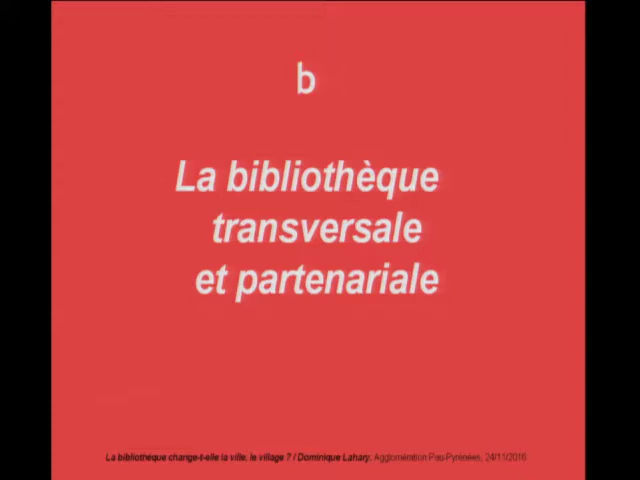 b
La bibliothèque
transversale
et partenariale
La bibliothèque change-t-elle la ville, le village ? / Dominique Lahary, Agglomération Pau-Pyrénées, 24/11/2016